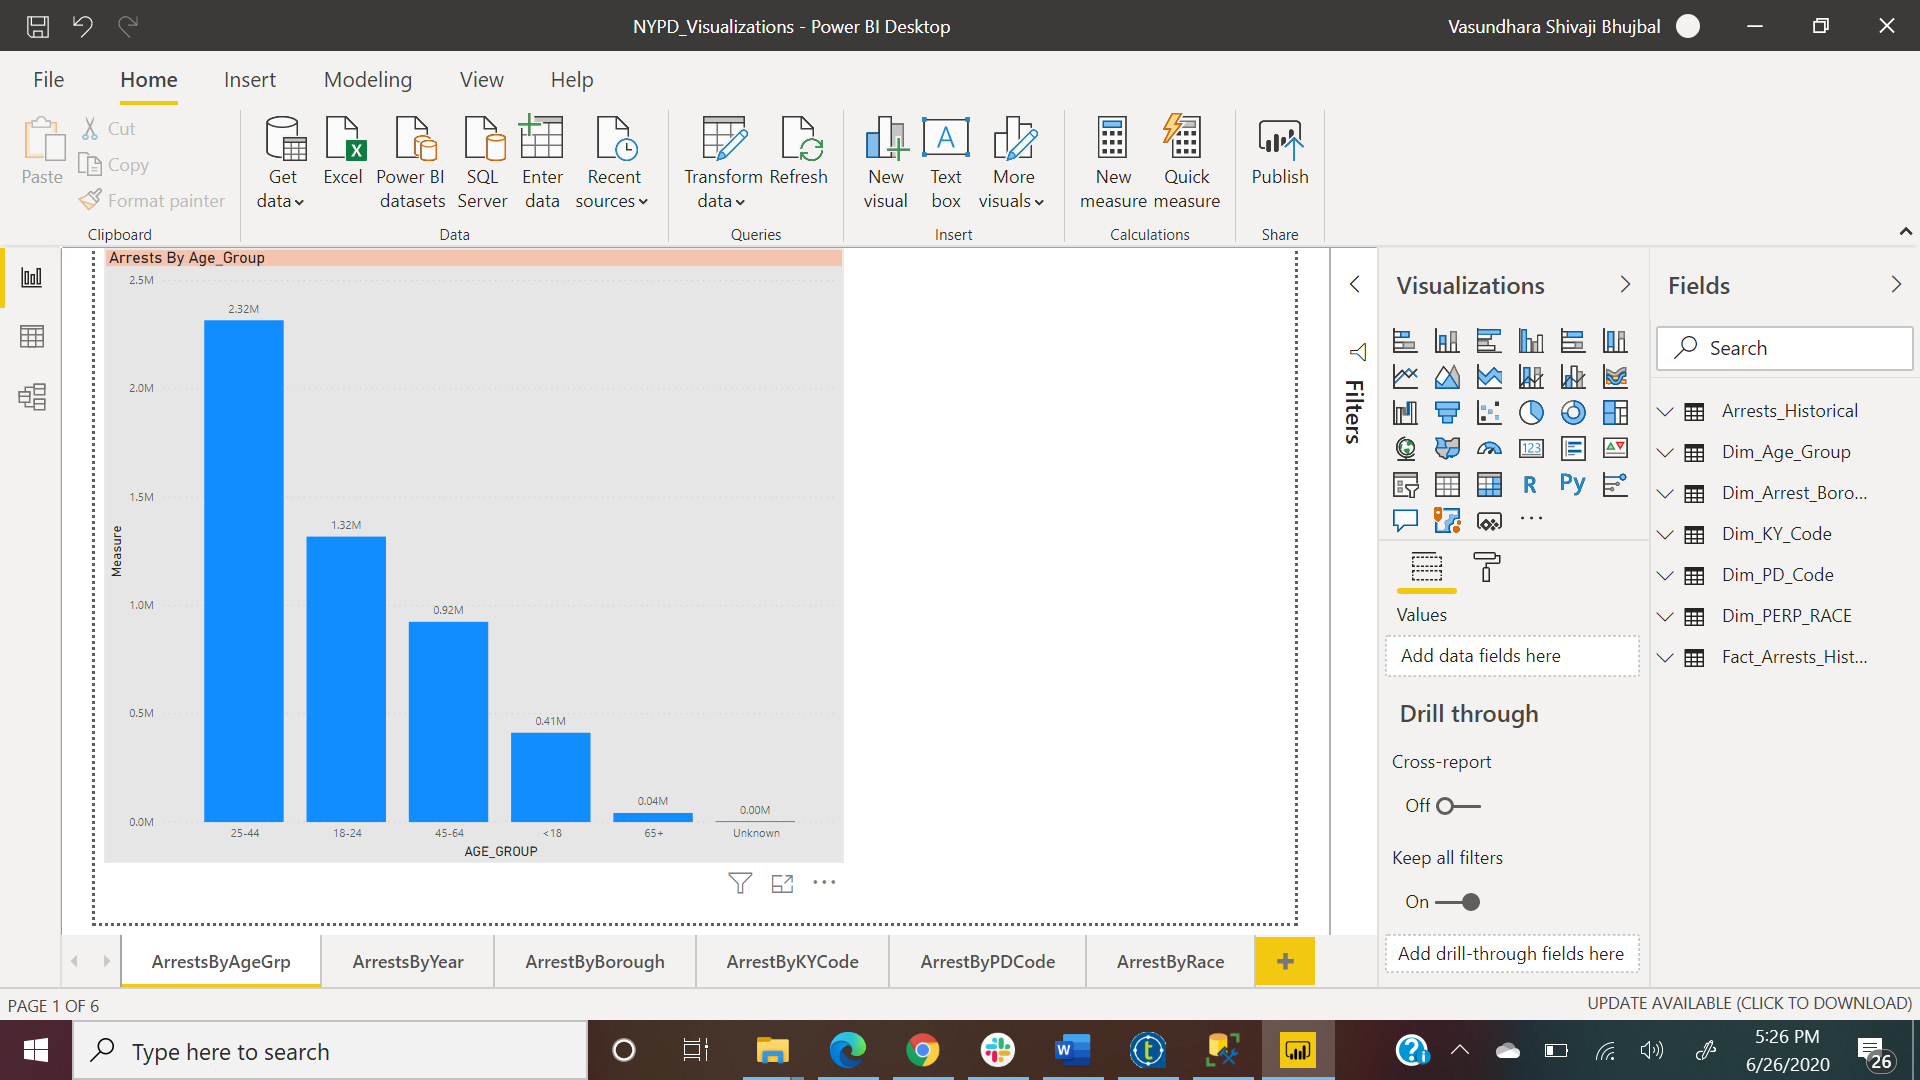 NYPD_Visualizations - Power BI Desktop
Vasundhara Shivaji Bhujbal
File Home Insert Modeling View Help
Paste
Cut
Copy
Format painter
Clipboard
Get data
Excel
Power BI datasets
SQL Server
Enter data
Recent sources
Data
Transform data
Refresh
Queries
New visual
Text box
More visuals
Insert
New measure
Quick measure
Calculations
Publish
Share
Arrests By Age_Group
2.5M
2.0M
1.5M
1.0M
0.5M
0.0M
Measure
2.32M
1.32M
0.92M
0.41M
0.04M
0.00M
25-44 18-24 45-64 <18 65+ Unknown
AGE_GROUP
Filters
Visualizations
123
R Py
Values
Add data fields here
Drill through
Cross-report
Off
Keep all filters
On
Add drill-through fields here
Fields
Search
Arrests_Historical
Dim_Age_Group
Dim_Arrest_Boro...
Dim_KY_Code
Dim_PD_Code
Dim_PERP_RACE
Fact_Arrests_Hist...
ArrestsByAgeGrp ArrestsByYear ArrestByBorough ArrestByKYCode ArrestByPDCode ArrestByRace
PAGE 1 OF 6
UPDATE AVAILABLE (CLICK TO DOWNLOAD)
Type here to search
5:26 PM
6/26/2020
26